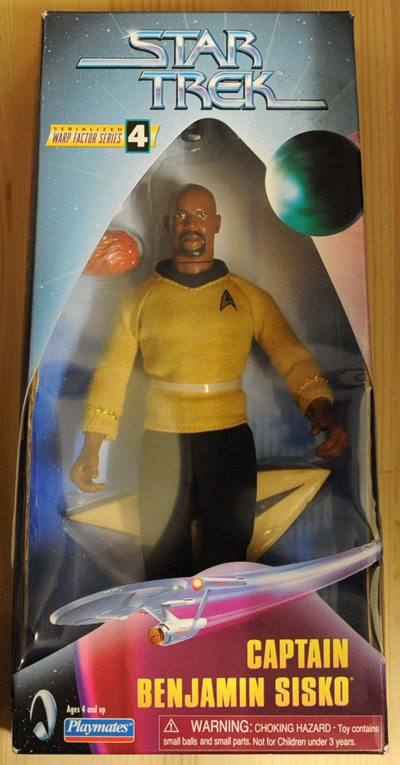 STAR
TREK
SERIALIZED
WARP FACTOR SERIES 4
CAPTAIN
BENJAMIN SISKO
Ages 4 and up
Playmates
WARNING: CHOKING HAZARD - Toy contains
small balls and small parts. Not for Children under 3 years.